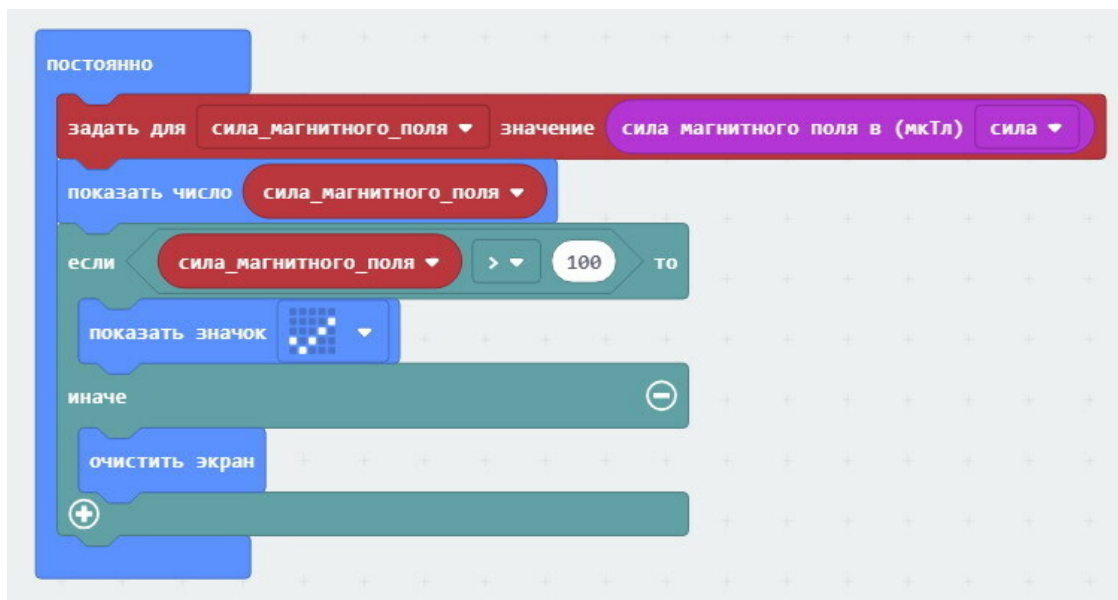 постоянно
задать для сила_магнитного_поля значение сила магнитного поля в (мкТл) сила
показать число сила_магнитного_поля
если сила_магнитного_поля > 100 то
показать значок
иначе
очистить экран